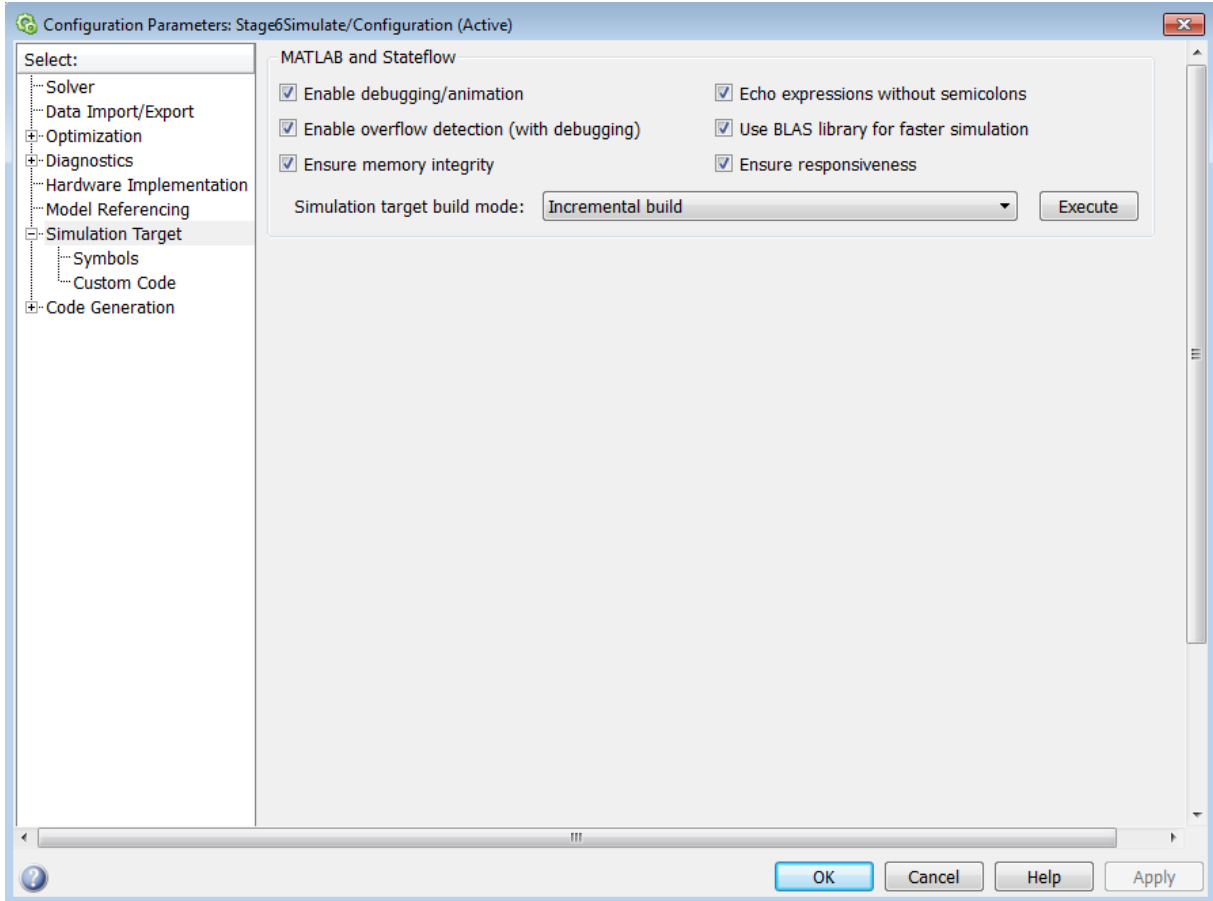 Configuration Parameters: Stage6Simulate/Configuration (Active)
Select:
Solver
Data Import/Export
Optimization
Diagnostics
Hardware Implementation
Model Referencing
Simulation Target
Symbols
Custom Code
Code Generation
MATLAB and Stateflow
Enable debugging/animation
Echo expressions without semicolons
Enable overflow detection (with debugging)
Use BLAS library for faster simulation
Ensure memory integrity
Ensure responsiveness
Simulation target build mode: Incremental build Execute
OK Cancel Help Apply